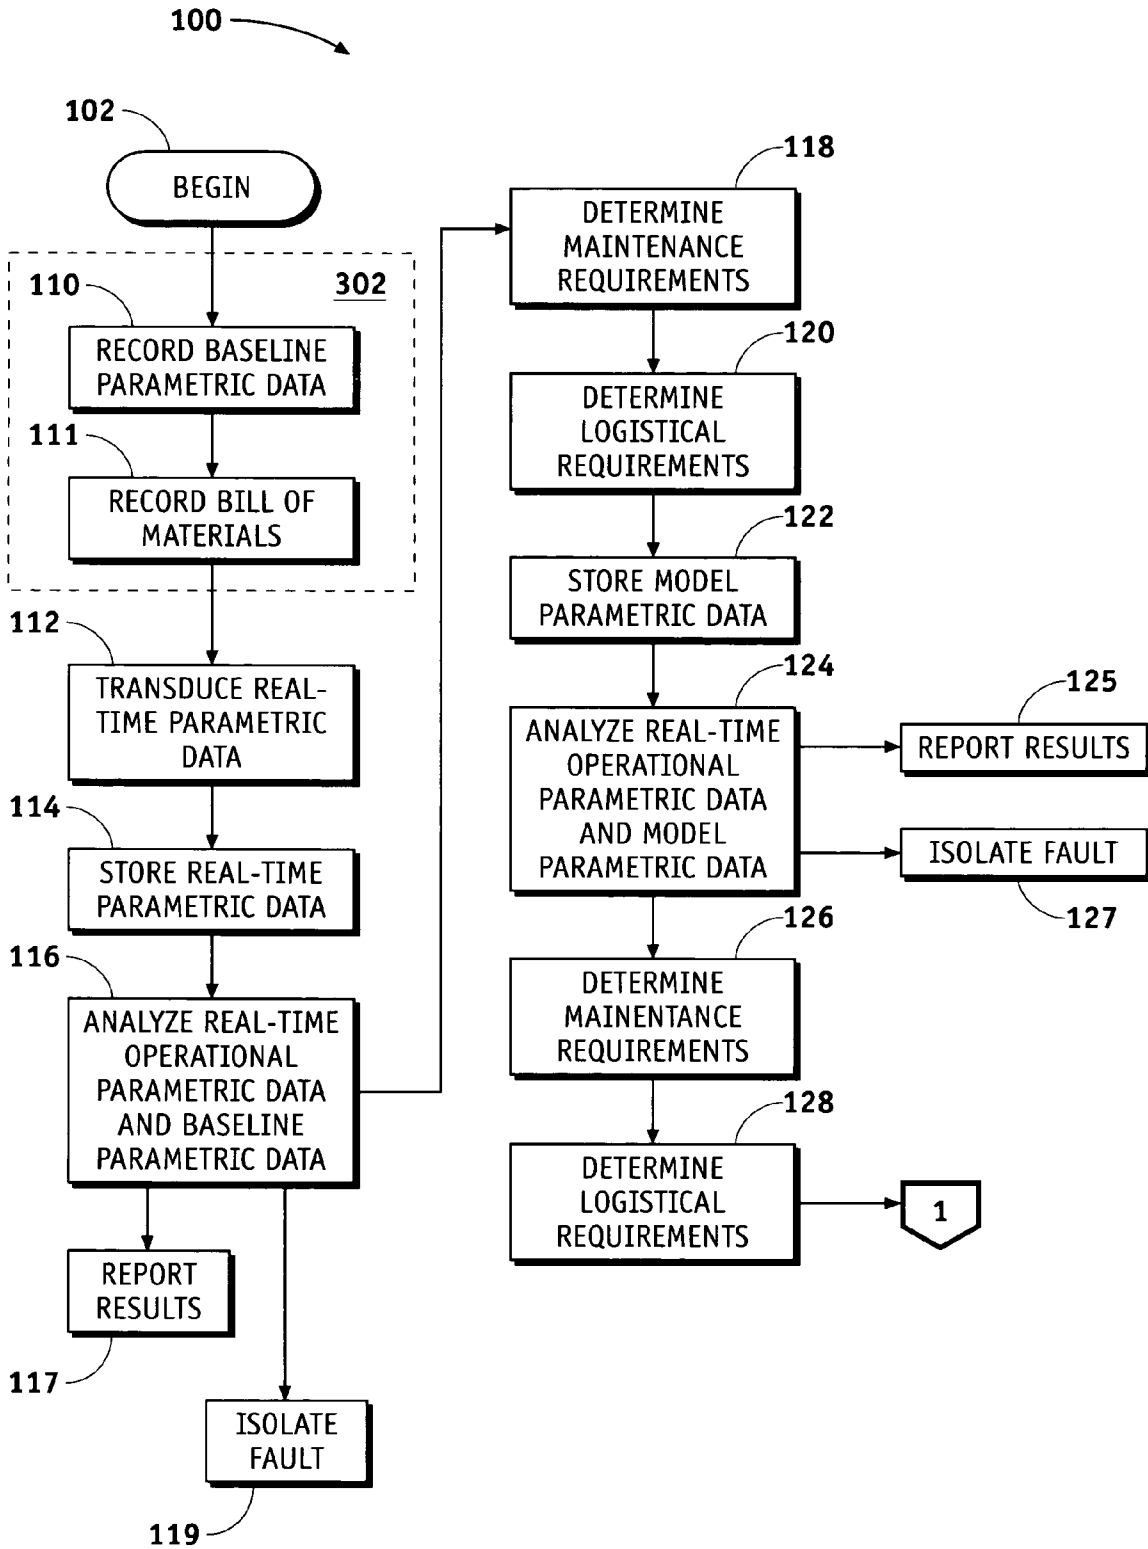 100
102
BEGIN
302
110
RECORD BASELINE
PARAMETRIC DATA
111
RECORD BILL OF
MATERIALS
112
TRANSDUCE REAL-
TIME PARAMETRIC
DATA
114
STORE REAL-TIME
PARAMETRIC DATA
116
ANALYZE REAL-TIME
OPERATIONAL
PARAMETRIC DATA
AND BASELINE
PARAMETRIC DATA
REPORT
RESULTS
117
ISOLATE
FAULT
119
118
DETERMINE
MAINTENANCE
REQUIREMENTS
120
DETERMINE
LOGISTICAL
REQUIREMENTS
122
STORE MODEL
PARAMETRIC DATA
124
ANALYZE REAL-TIME
OPERATIONAL
PARAMETRIC DATA
AND MODEL
PARAMETRIC DATA
125
REPORT RESULTS
ISOLATE FAULT
127
126
DETERMINE
MAINENTANCE
REQUIREMENTS
128
DETERMINE
LOGISTICAL
REQUIREMENTS
1